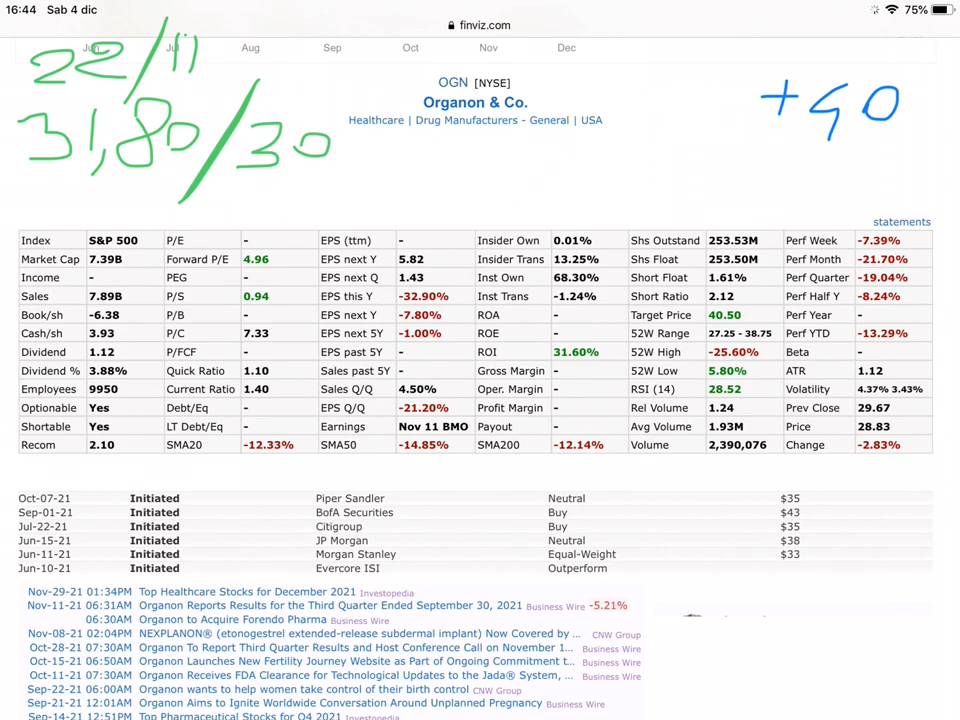 16:44 Sab 4 dic 75%
finviz.com
Jun Jul Aug Sep Oct Nov Dec
22/11
31,80/30
+40
OGN [NYSE]
Organon & Co.
Healthcare | Drug Manufacturers - General | USA
statements
Index S&P 500 P/E - EPS (ttm) - Insider Own 0.01% Shs Outstand 253.53M Perf Week -7.39%
Market Cap 7.39B Forward P/E 4.96 EPS next Y 5.82 Insider Trans 13.25% Shs Float 253.50M Perf Month -21.70%
Income - PEG - EPS next Q 1.43 Inst Own 68.30% Short Float 1.61% Perf Quarter -19.04%
Sales 7.89B P/S 0.94 EPS this Y -32.90% Inst Trans -1.24% Short Ratio 2.12 Perf Half Y -8.24%
Book/sh -6.38 P/B - EPS next Y -7.80% ROA - Target Price 40.50 Perf Year -
Cash/sh 3.93 P/C 7.33 EPS next 5Y -1.00% ROE - 52W Range 27.25 - 38.75 Perf YTD -13.29%
Dividend 1.12 P/FCF - EPS past 5Y - ROI 31.60% 52W High -25.60% Beta -
Dividend % 3.88% Quick Ratio 1.10 Sales past 5Y - Gross Margin - 52W Low 5.80% ATR 1.12
Employees 9950 Current Ratio 1.40 Sales Q/Q 4.50% Oper. Margin - RSI (14) 28.52 Volatility 4.37% 3.43%
Optionable Yes Debt/Eq - EPS Q/Q -21.20% Profit Margin - Rel Volume 1.24 Prev Close 29.67
Shortable Yes LT Debt/Eq - Earnings Nov 11 BMO Payout - Avg Volume 1.93M Price 28.83
Recom 2.10 SMA20 -12.33% SMA50 -14.85% SMA200 -12.14% Volume 2,390,076 Change -2.83%
Oct-07-21 Initiated Piper Sandler Neutral $35
Sep-01-21 Initiated BofA Securities Buy $43
Jul-22-21 Initiated Citigroup Buy $35
Jun-15-21 Initiated JP Morgan Neutral $38
Jun-11-21 Initiated Morgan Stanley Equal-Weight $33
Jun-10-21 Initiated Evercore ISI Outperform
Nov-29-21 01:34PM Top Healthcare Stocks for December 2021 Investopedia
Nov-11-21 06:31AM Organon Reports Results for the Third Quarter Ended September 30, 2021 Business Wire -5.21%
06:30AM Organon to Acquire Forendo Pharma Business Wire
Nov-08-21 02:04PM NEXPLANON® (etonogestrel extended-release subdermal implant) Now Covered by ... CNW Group
Oct-28-21 07:30AM Organon To Report Third Quarter Results and Host Conference Call on November 1... Business Wire
Oct-15-21 06:50AM Organon Launches New Fertility Journey Website as Part of Ongoing Commitment t... Business Wire
Oct-11-21 07:30AM Organon Receives FDA Clearance for Technological Updates to the Jada® System, ... Business Wire
Sep-22-21 06:00AM Organon wants to help women take control of their birth control CNW Group
Sep-21-21 12:01AM Organon Aims to Ignite Worldwide Conversation Around Unplanned Pregnancy Business Wire
Sep-14-21 12:51PM Top Pharmaceutical Stocks for Q4 2021 Investopedia